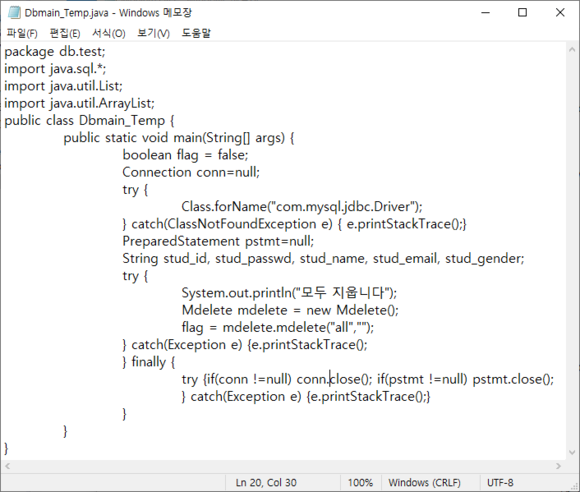 Dbmain_Temp.java - Windows 메모장
파일(F) 편집(E) 서식(O) 보기(V) 도움말
package db.test;
import java.sql.*;
import java.util.List;
import java.util.ArrayList;
public class Dbmain_Temp {
public static void main(String[] args) {
boolean flag = false;
Connection conn=null;
try {
Class.forName("com.mysql.jdbc.Driver");
} catch(ClassNotFoundException e) { e.printStackTrace();}
PreparedStatement pstmt=null;
String stud_id, stud_passwd, stud_name, stud_email, stud_gender;
try {
System.out.println("모두 지웁니다");
Mdelete mdelete = new Mdelete();
flag = mdelete.mdelete("all","");
} catch(Exception e) {e.printStackTrace();
} finally {
try {if(conn !=null) conn.close(); if(pstmt !=null) pstmt.close();
} catch(Exception e) {e.printStackTrace();}
}
}
}
Ln 20, Col 30 100% Windows (CRLF) UTF-8